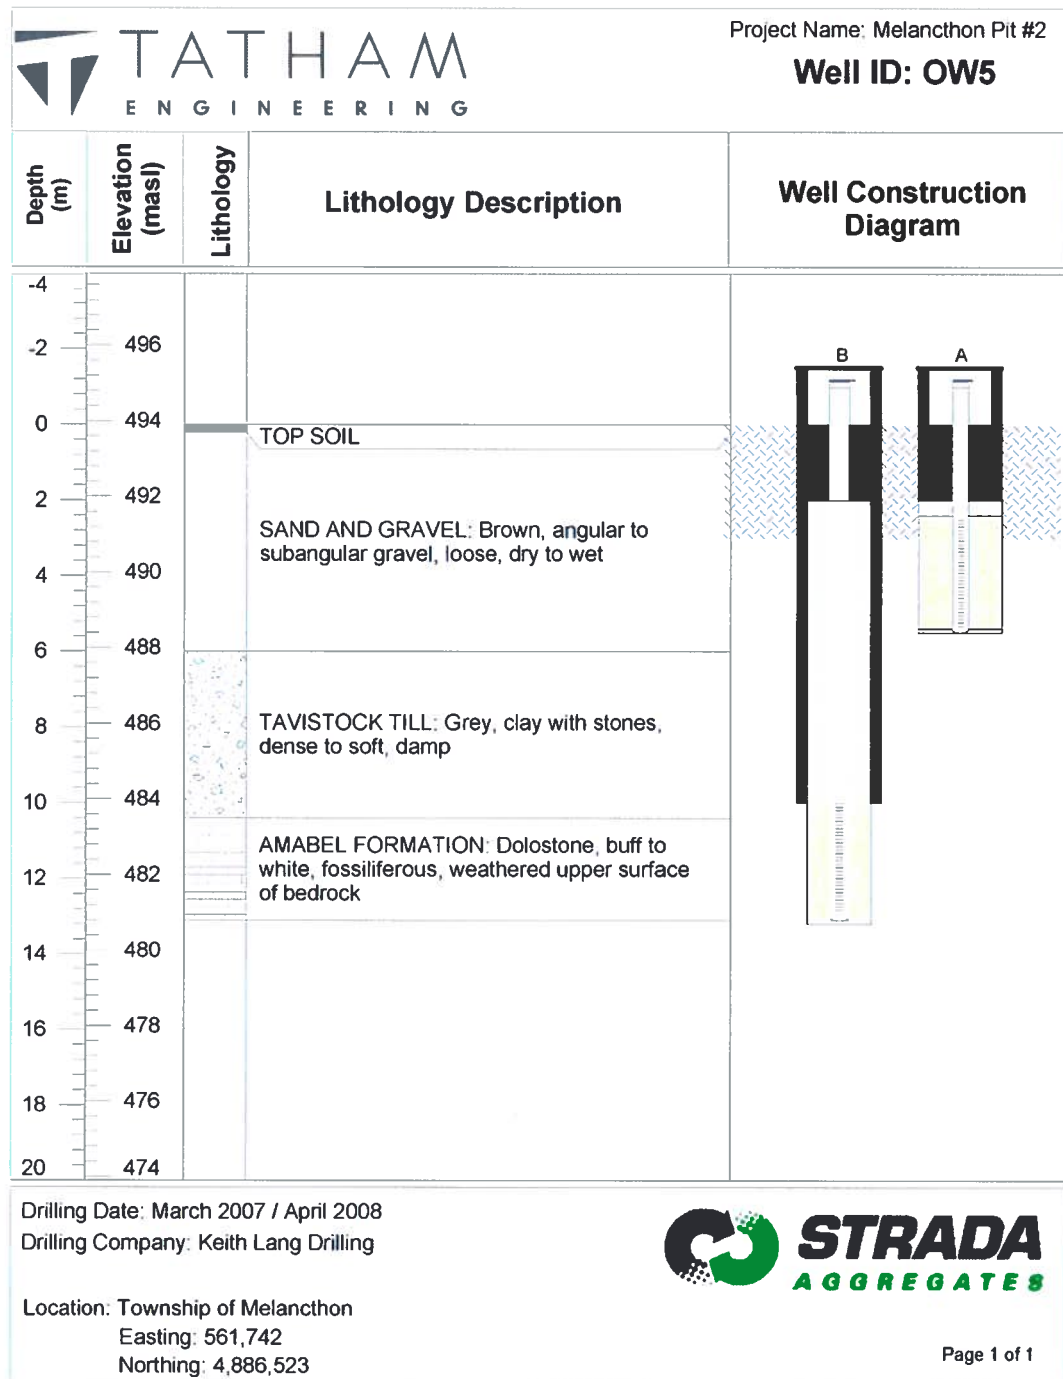 TATHAM
ENGINEERING
Project Name: Melancthon Pit #2
Well ID: OW5
Depth (m)
Elevation (masl)
Lithology
Lithology Description
Well Construction
Diagram
-4
-2 496
B A
0 494
TOP SOIL
2 492
SAND AND GRAVEL: Brown, angular to
subangular gravel, loose, dry to wet
4 490
6 488
8 486
TAVISTOCK TILL: Grey, clay with stones,
dense to soft, damp
10 484
AMABEL FORMATION: Dolostone, buff to
white, fossiliferous, weathered upper surface
of bedrock
12 482
14 480
16 478
18 476
20 474
Drilling Date: March 2007 / April 2008
Drilling Company: Keith Lang Drilling
Location: Township of Melancthon
Easting: 561,742
Northing: 4,886,523
STRADA
AGGREGATES
Page 1 of 1